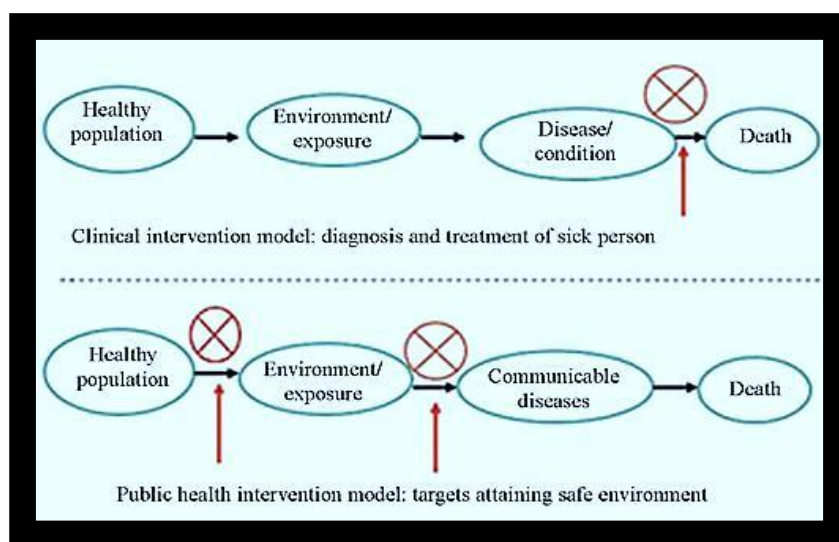 Healthy
population
Environment/
exposure
Disease/
condition
Death
Clinical intervention model: diagnosis and treatment of sick person
Healthy
population
Environment/
exposure
Communicable
diseases
Death
Public health intervention model: targets attaining safe environment